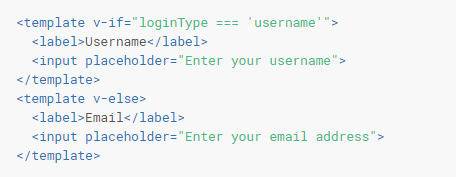 <template v-if="loginType === 'username'">
  <label>Username</label>
  <input placeholder="Enter your username">
</template>
<template v-else>
  <label>Email</label>
  <input placeholder="Enter your email address">
</template>